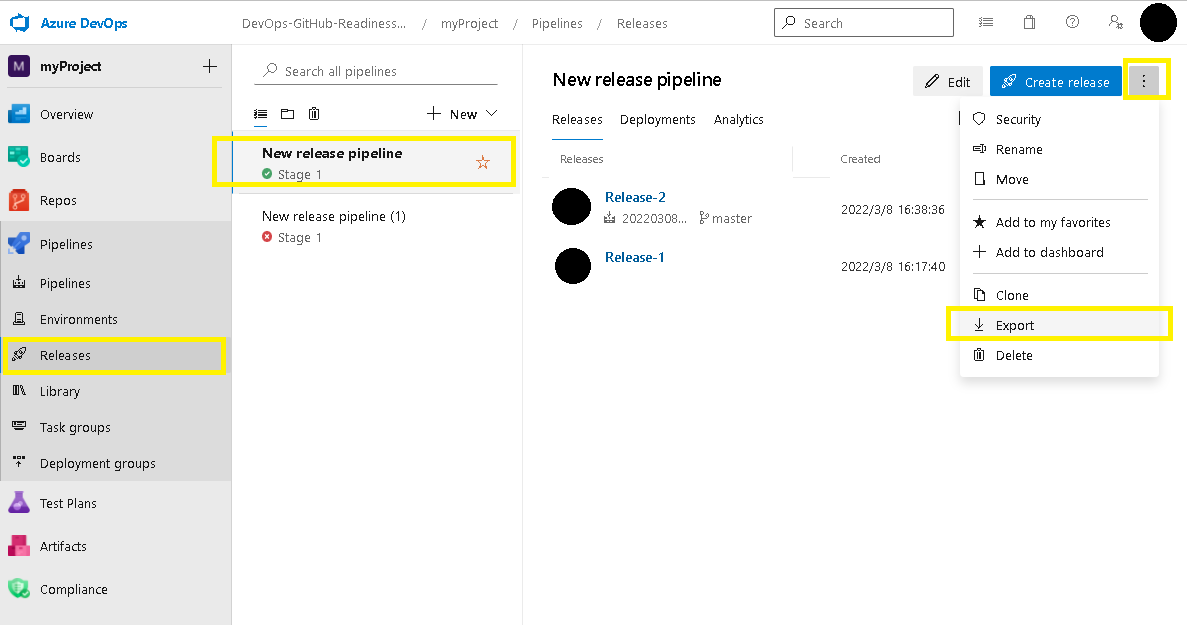 Azure DevOps
DevOps-GitHub-Readiness... / myProject / Pipelines / Releases
Search
M myProject
Overview
Boards
Repos
Pipelines
Pipelines
Environments
Releases
Library
Task groups
Deployment groups
Test Plans
Artifacts
Compliance
Search all pipelines
New
New release pipeline
Stage 1
New release pipeline (1)
Stage 1
New release pipeline
Edit
Create release
Releases Deployments Analytics
Releases Created
Release-2
20220308... master 2022/3/8 16:38:36
Release-1
2022/3/8 16:17:40
Security
Rename
Move
Add to my favorites
Add to dashboard
Clone
Export
Delete